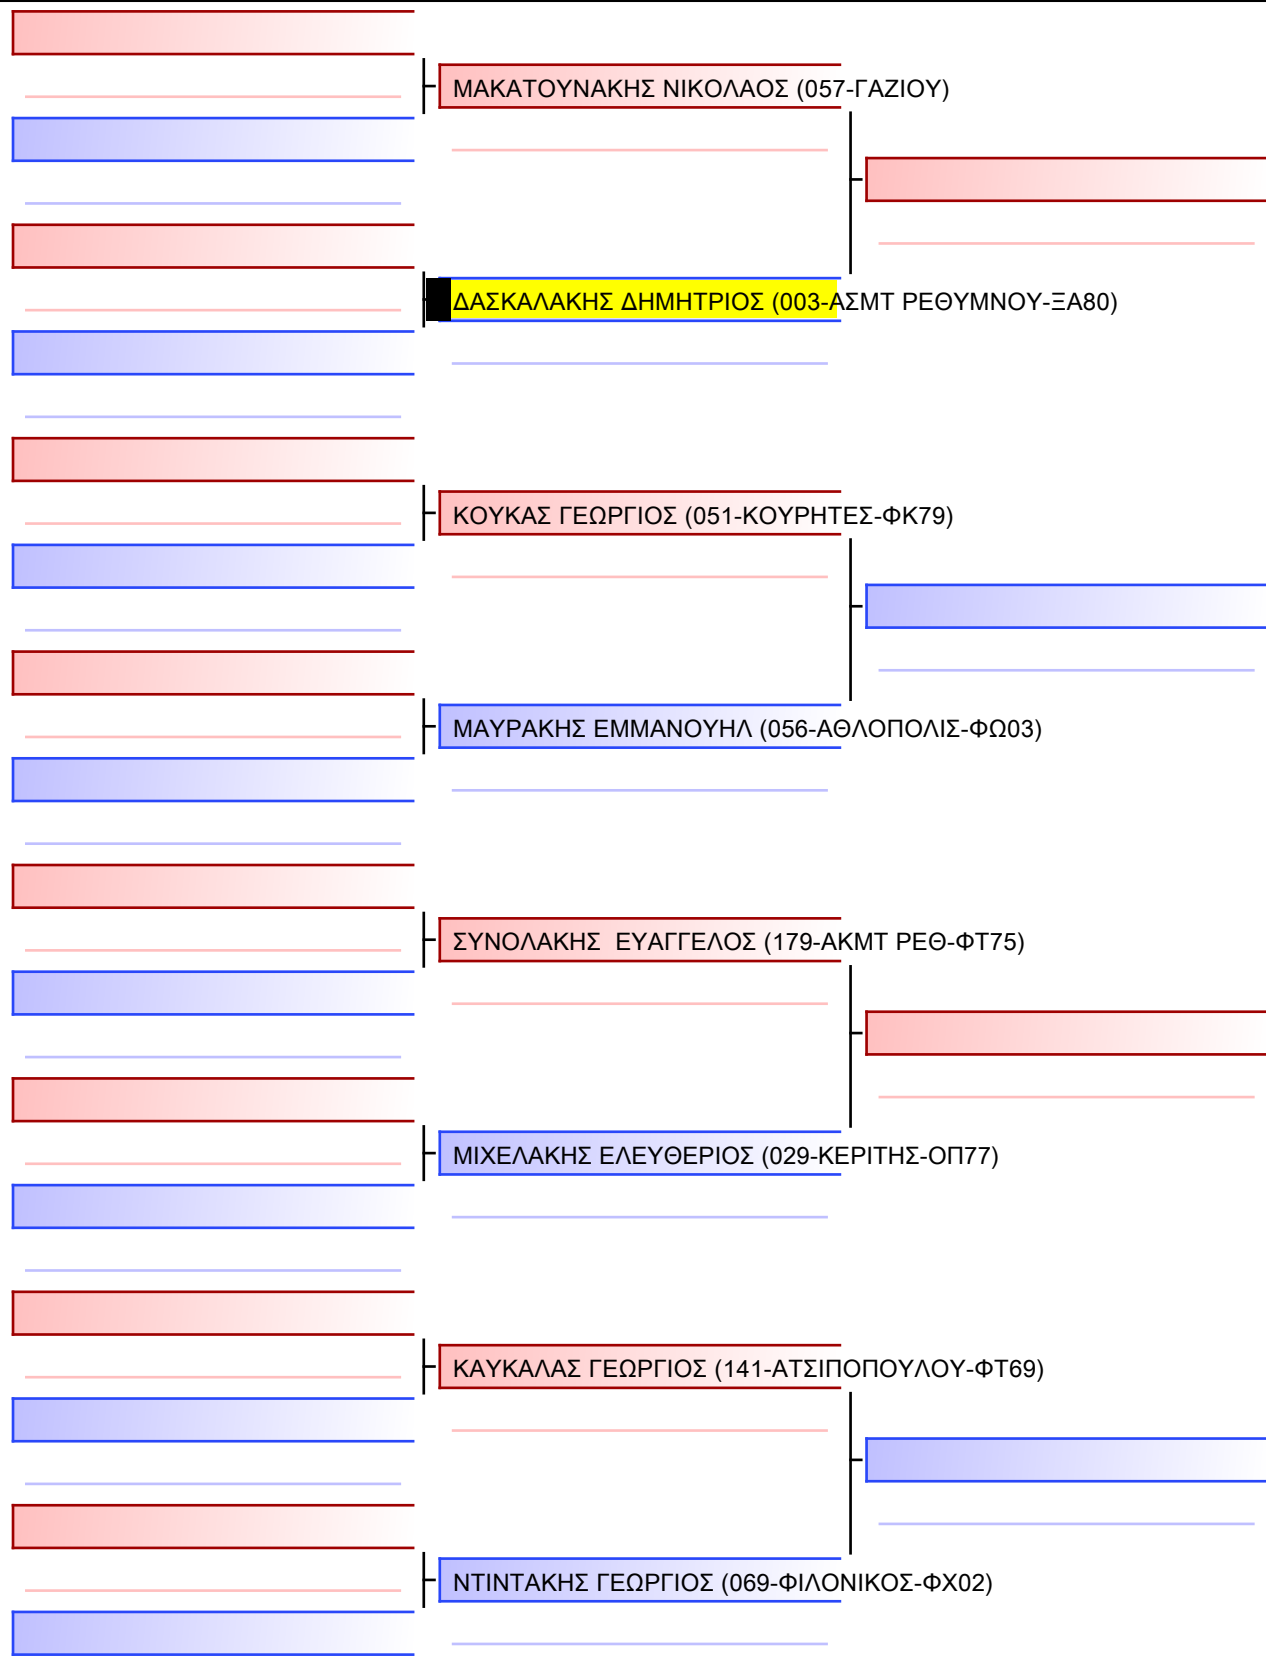 ΜΑΚΑΤΟΥΝΑΚΗΣ ΝΙΚΟΛΑΟΣ (057-ΓΑΖΙΟΥ)
ΔΑΣΚΑΛΑΚΗΣ ΔΗΜΗΤΡΙΟΣ (003-ΑΣΜΤ ΡΕΘΥΜΝΟΥ-ΞΑ80)
ΚΟΥΚΑΣ ΓΕΩΡΓΙΟΣ (051-ΚΟΥΡΗΤΕΣ-ΦΚ79)
ΜΑΥΡΑΚΗΣ ΕΜΜΑΝΟΥΗΛ (056-ΑΘΛΟΠΟΛΙΣ-ΦΩ03)
ΣΥΝΟΛΑΚΗΣ  ΕΥΑΓΓΕΛΟΣ (179-ΑΚΜΤ ΡΕΘ-ΦΤ75)
ΜΙΧΕΛΑΚΗΣ ΕΛΕΥΘΕΡΙΟΣ (029-ΚΕΡΙΤΗΣ-ΟΠ77)
ΚΑΥΚΑΛΑΣ ΓΕΩΡΓΙΟΣ (141-ΑΤΣΙΠΟΠΟΥΛΟΥ-ΦΤ69)
ΝΤΙΝΤΑΚΗΣ ΓΕΩΡΓΙΟΣ (069-ΦΙΛΟΝΙΚΟΣ-ΦΧ02)